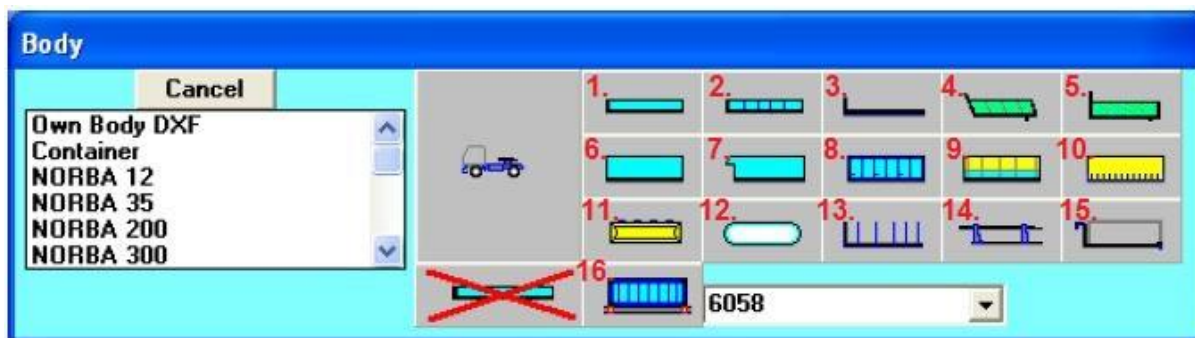 Body
Cancel
Own Body DXF
Container
NORBA 12
NORBA 35
NORBA 200
NORBA 300
1. 2. 3. 4. 5.
6. 7. 8. 9. 10.
11. 12. 13. 14. 15.
16.
6058